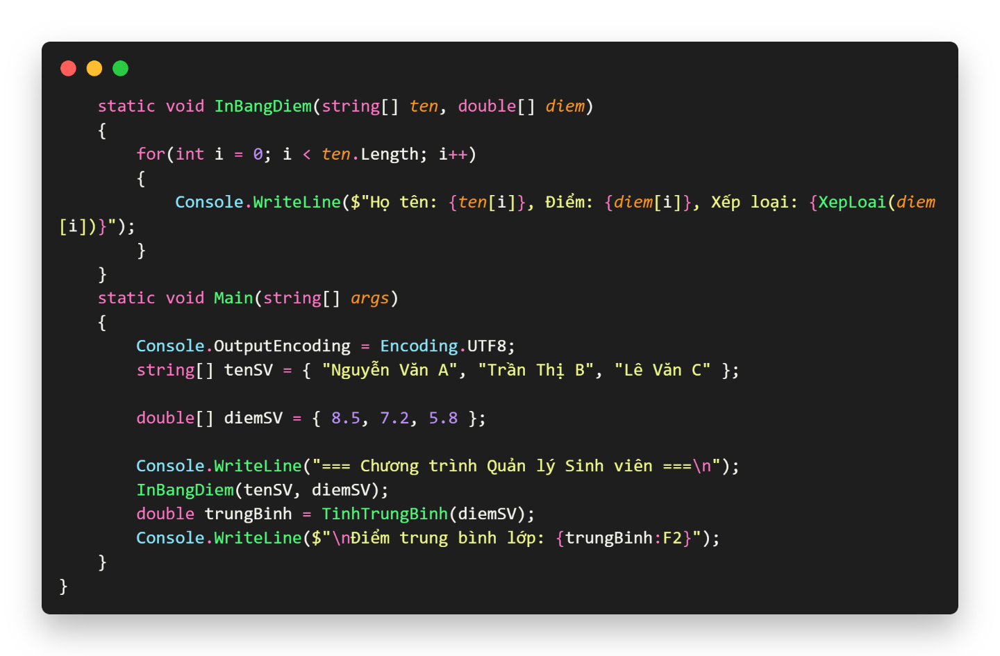 static void InBangDiem(string[] ten, double[] diem)
    {
        for(int i = 0; i < ten.Length; i++)
        {
            Console.WriteLine($"Họ tên: {ten[i]}, Điểm: {diem[i]}, Xếp loại: {XepLoai(diem
[i])}");
        }
    }
    static void Main(string[] args)
    {
        Console.OutputEncoding = Encoding.UTF8;
        string[] tenSV = { "Nguyễn Văn A", "Trần Thị B", "Lê Văn C" };

        double[] diemSV = { 8.5, 7.2, 5.8 };

        Console.WriteLine("=== Chương trình Quản lý Sinh viên ===\n");
        InBangDiem(tenSV, diemSV);
        double trungBinh = TinhTrungBinh(diemSV);
        Console.WriteLine($"\nĐiểm trung bình lớp: {trungBinh:F2}");
    }
}